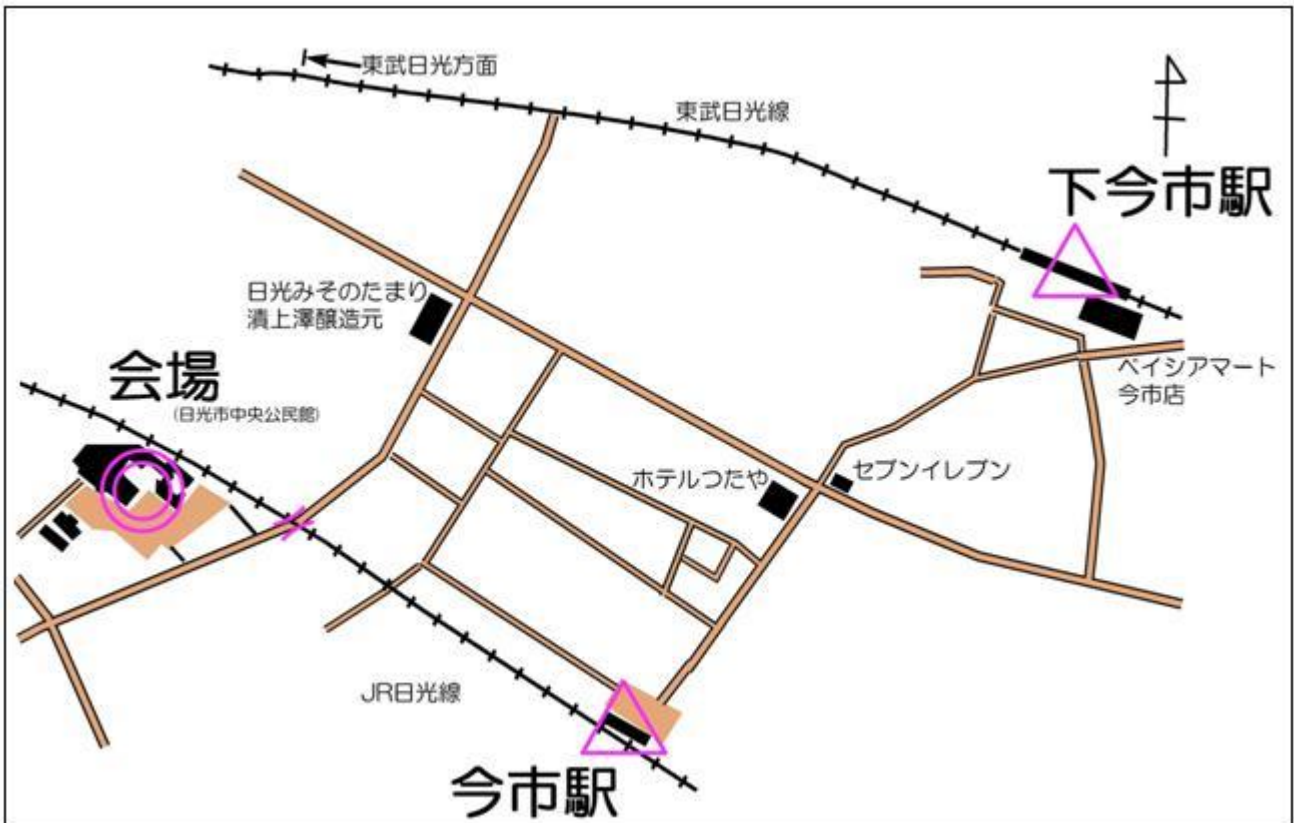 東武日光方面
東武日光線
下今市駅
日光みそのたまり
漬上澤醸造元
会場
(日光市中央公民館)
ベイシアマート
今市店
ホテルつたや
セブンイレブン
JR日光線
今市駅